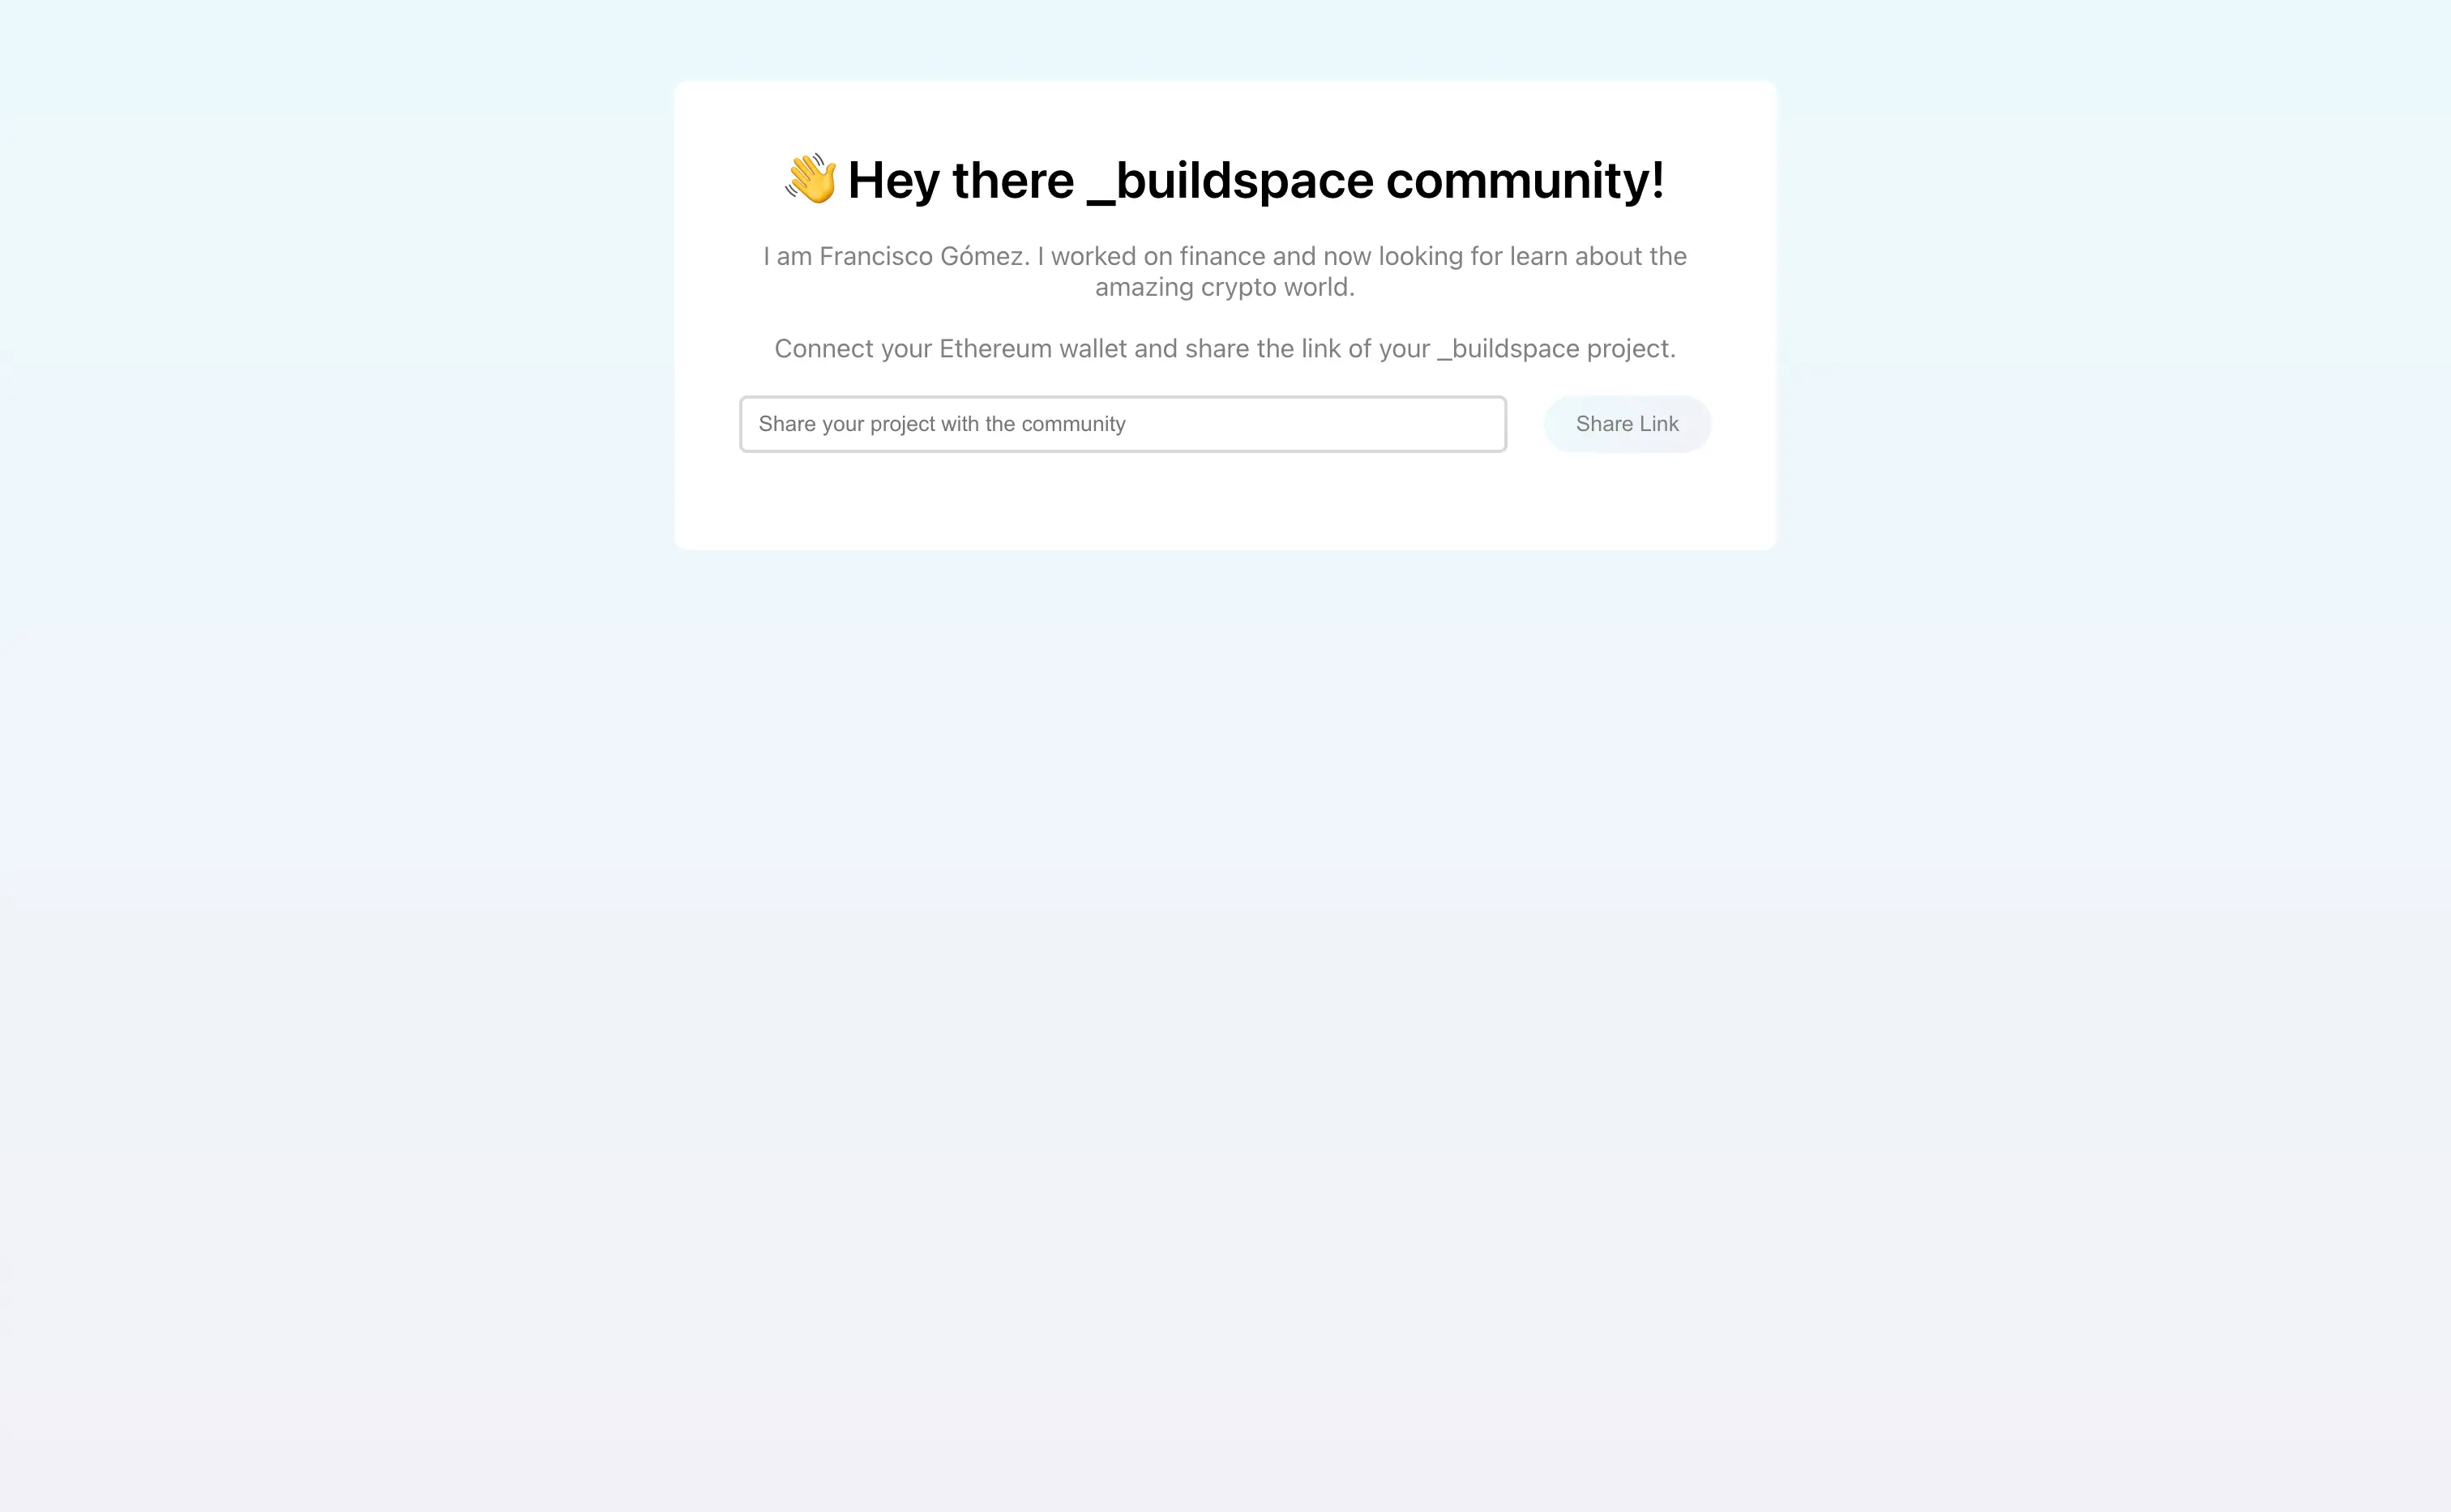 👋 Hey there _buildspace community!
I am Francisco Gómez. I worked on finance and now looking for learn about the
amazing crypto world.
Connect your Ethereum wallet and share the link of your _buildspace project.
Share your project with the community
Share Link